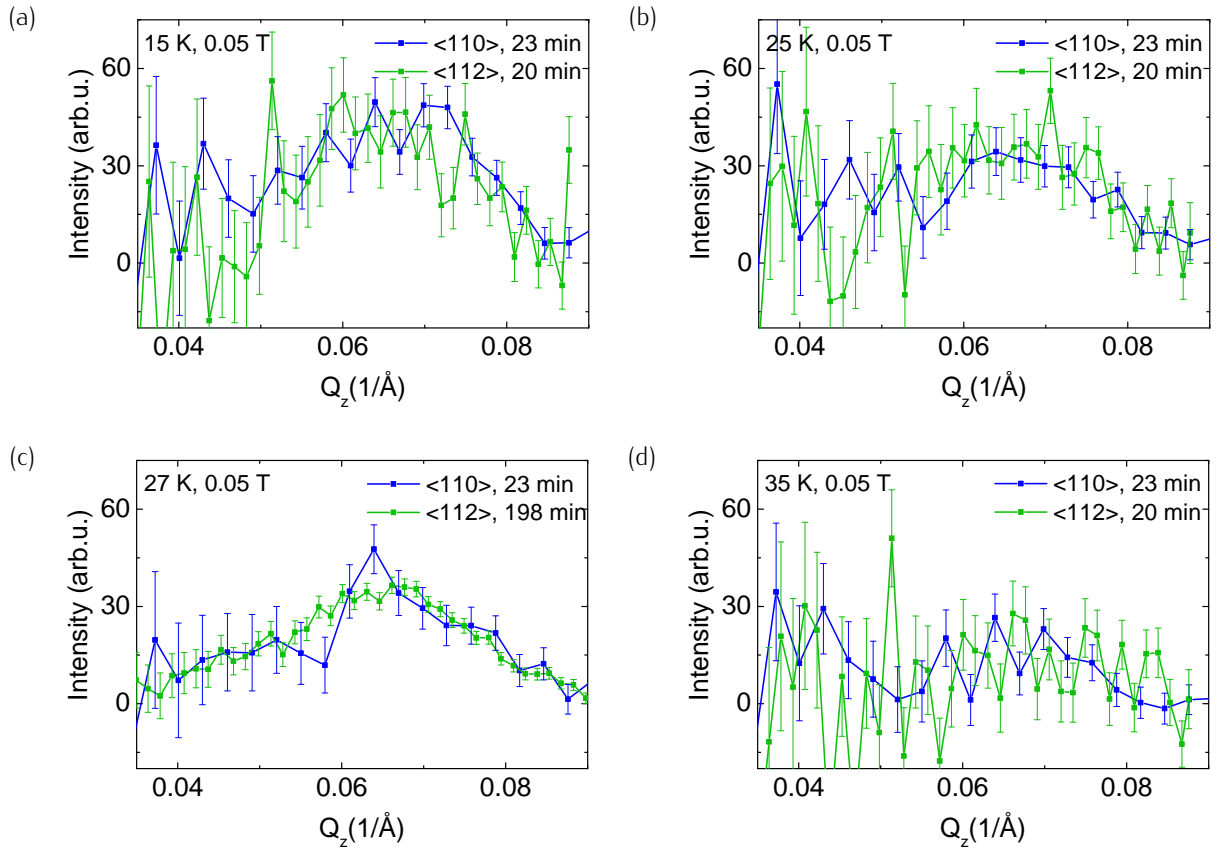 (a)
15 K, 0.05 T
<110>, 23 min
<112>, 20 min
60
30
0
Intensity (arb.u.)
0.04
0.06
0.08
Qz(1/Å)
(b)
25 K, 0.05 T
<110>, 23 min
<112>, 20 min
60
30
0
Intensity (arb.u.)
0.04
0.06
0.08
Qz(1/Å)
(c)
27 K, 0.05 T
<110>, 23 min
<112>, 198 min
60
30
0
Intensity (arb.u.)
0.04
0.06
0.08
Qz(1/Å)
(d)
35 K, 0.05 T
<110>, 23 min
<112>, 20 min
60
30
0
Intensity (arb.u.)
0.04
0.06
0.08
Qz(1/Å)